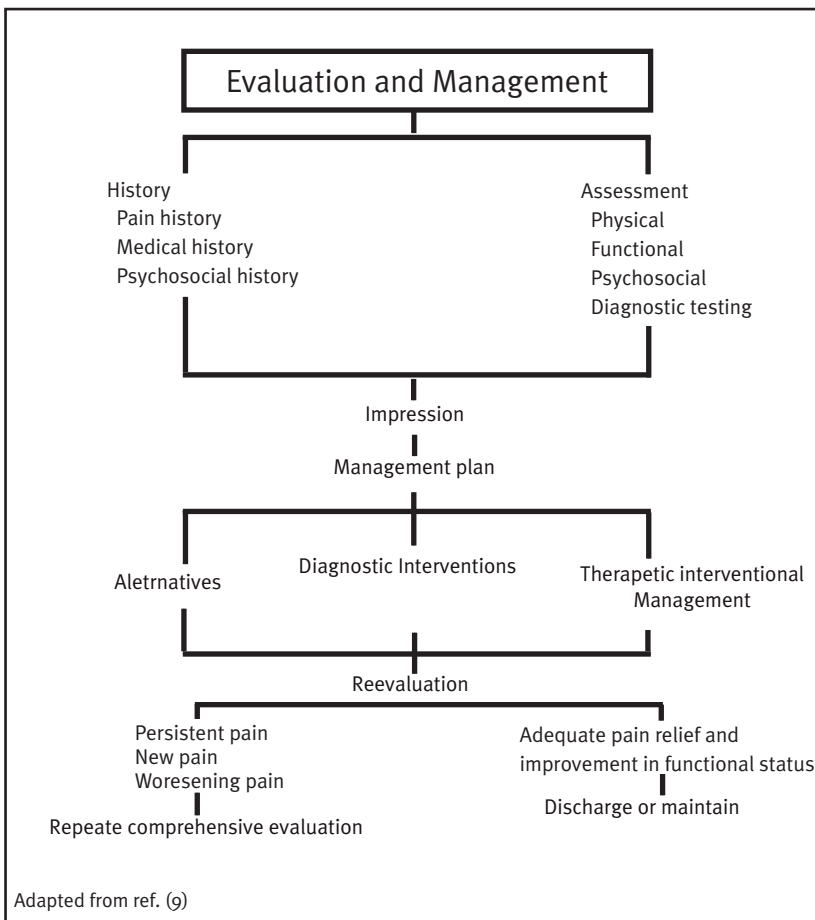 Evaluation and Management
History
Pain history
Medical history
Psychosocial history
Assessment
Physical
Functional
Psychosocial
Diagnostic testing
Impression
Management plan
Aletrnatives
Diagnostic Interventions
Therapetic interventional
Management
Reevaluation
Persistent pain
New pain
Woresening pain
Repeate comprehensive evaluation
Adequate pain relief and
improvement in functional status
Discharge or maintain
Adapted from ref. (9)